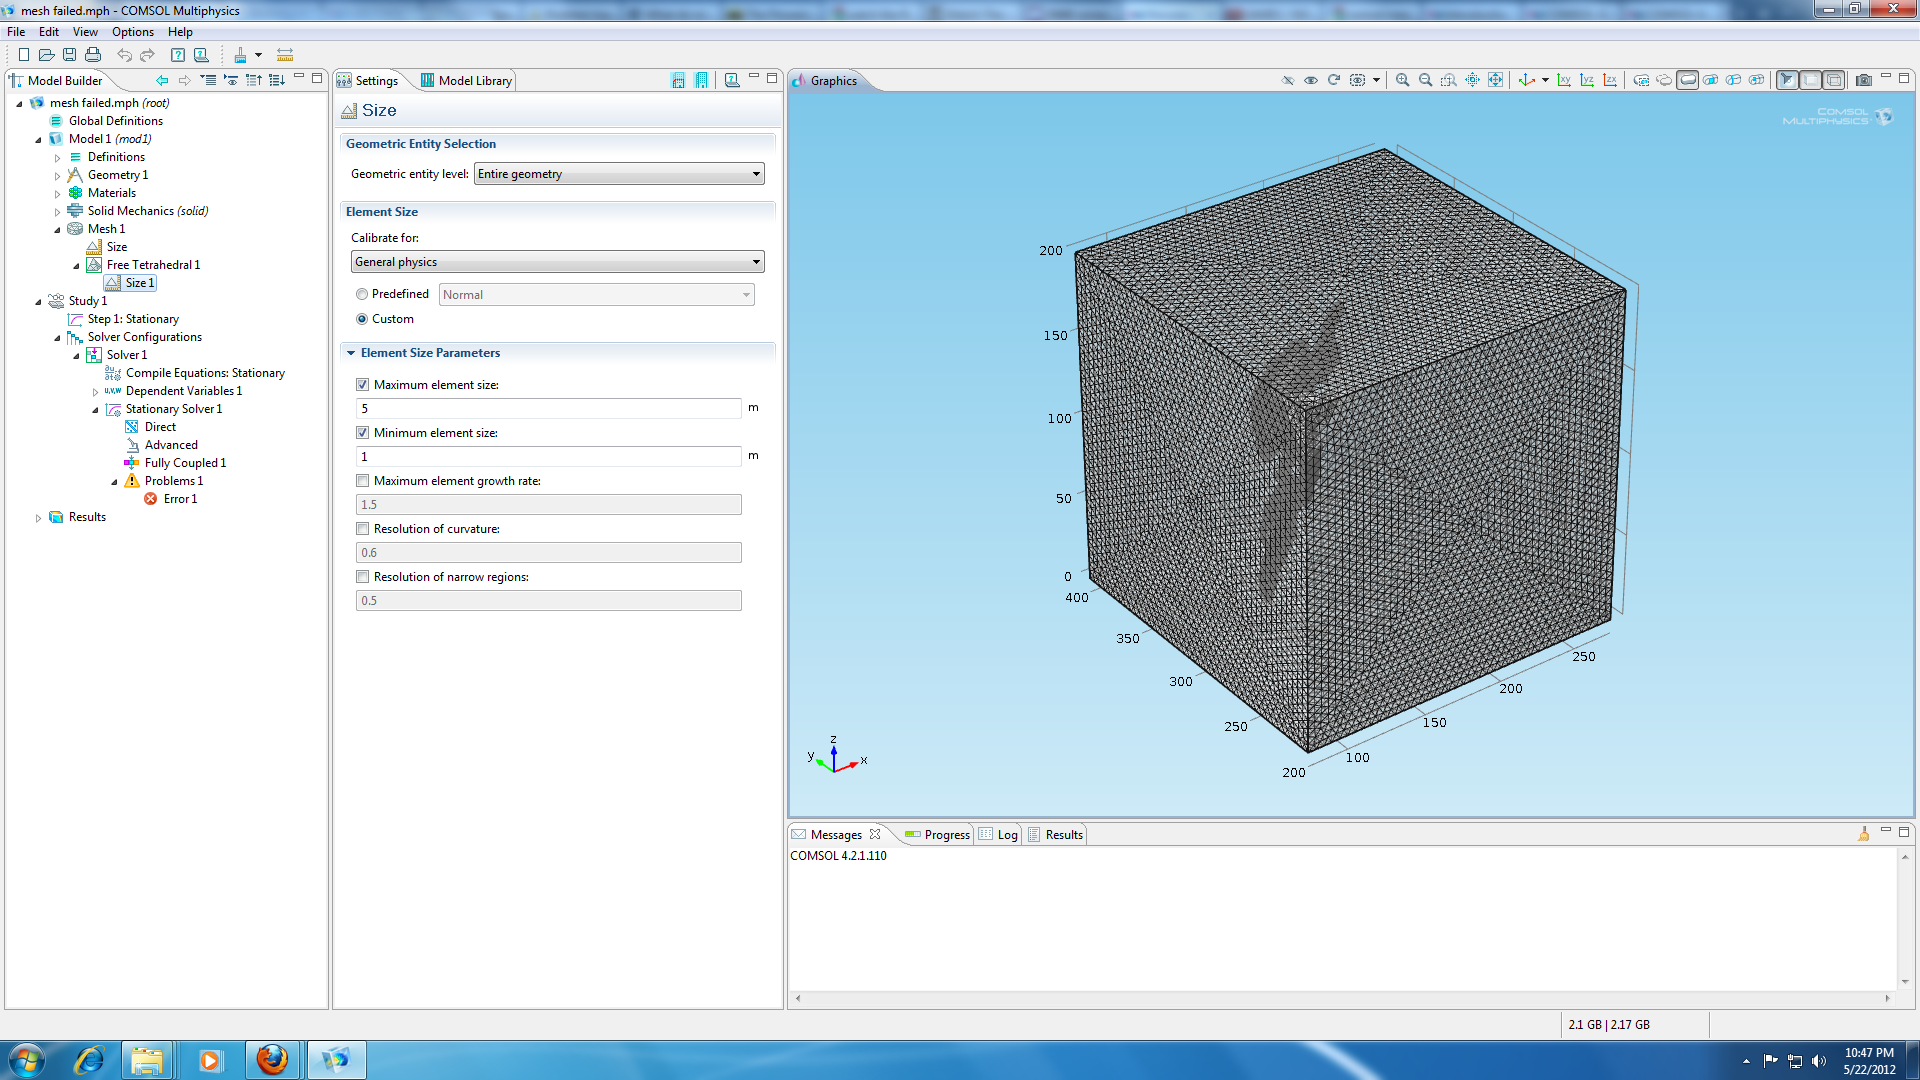 mesh failed.mph - COMSOL Multiphysics
File Edit View Options Help
Model Builder
mesh failed.mph (root)
Global Definitions
Model 1 (mod1)
Definitions
Geometry 1
Materials
Solid Mechanics (solid)
Mesh 1
Size
Free Tetrahedral 1
Size 1
Study 1
Step 1: Stationary
Solver Configurations
Solver 1
Compile Equations: Stationary
Dependent Variables 1
Stationary Solver 1
Direct
Advanced
Fully Coupled 1
Problems 1
Error 1
Results
Settings Model Library
Size
Geometric Entity Selection
Geometric entity level: Entire geometry
Element Size
Calibrate for:
General physics
Predefined Normal
Custom
Element Size Parameters
Maximum element size:
5 m
Minimum element size:
1 m
Maximum element growth rate:
1.5
Resolution of curvature:
0.6
Resolution of narrow regions:
0.5
Graphics
COMSOL
MULTIPHYSICS
200
150
100
50
0
400
350
300
250
200
100
150
200
250
z
y
x
Messages Progress Log Results
COMSOL 4.2.1.110
2.1 GB | 2.17 GB
10:47 PM
5/22/2012